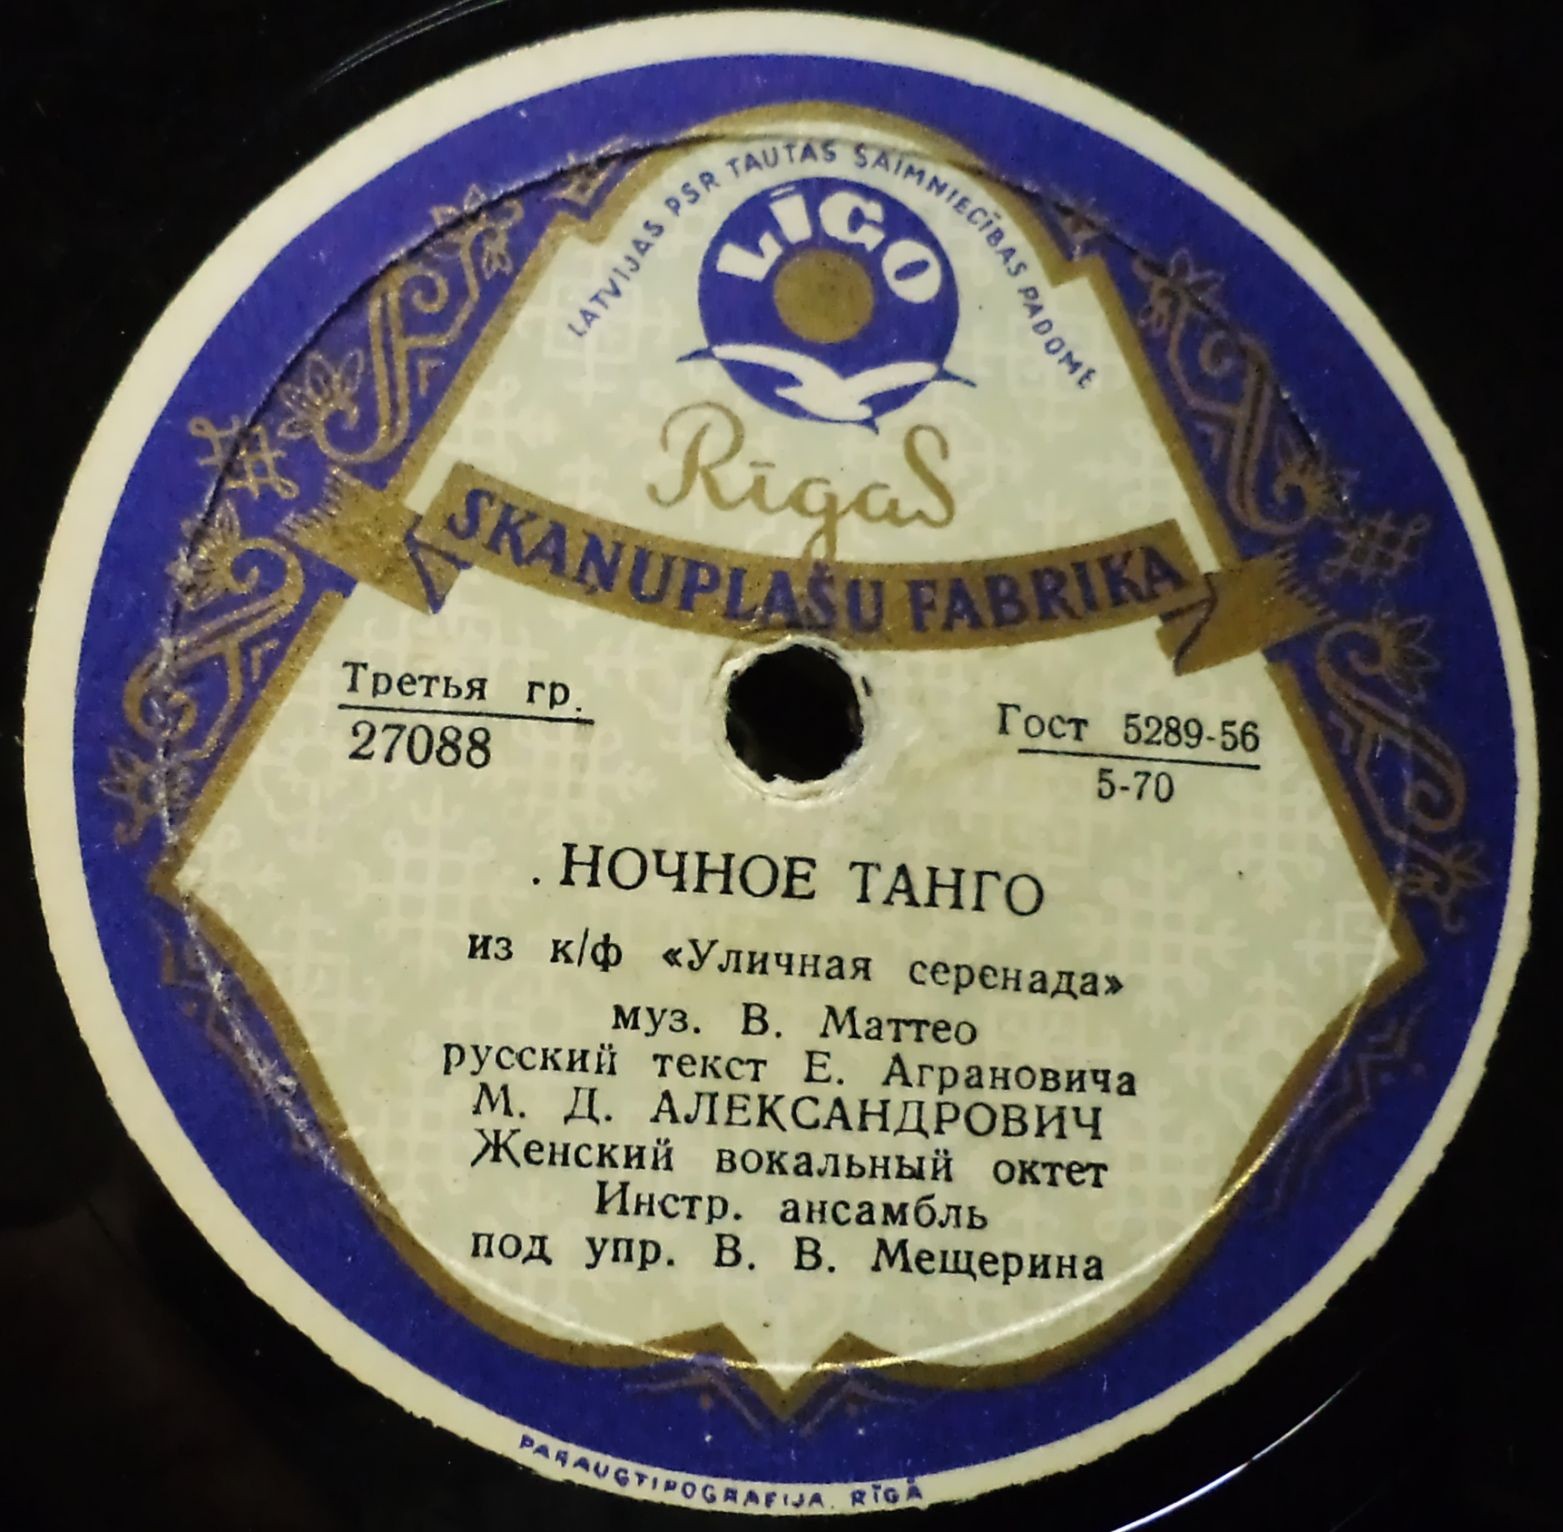 LATVIJAS PSR TAUTAS SAIMNIECĪBAS PADOME
LĪGO
Rīgas
SKAŅUPLAŠU FABRIKA
Третья гр.
27088
Гост 5289-56
5-70
НОЧНОЕ ТАНГО
из к/ф «Уличная серенада»
муз. В. Маттео
русский текст Е. Аграновича
М. Д. АЛЕКСАНДРОВИЧ
Женский вокальный октет
Инстр. ансамбль
под упр. В. В. Мещерина
PARAUGTIPOGRAFIJA RĪGĀ